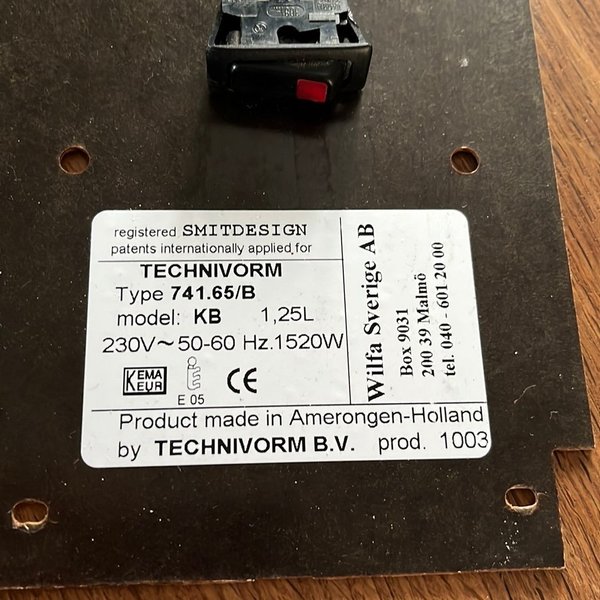 registered SMITDESIGN
patents internationally applied for
TECHNIVORM
Type 741.65/B
model: KB 1,25L
230V~50-60 Hz.1520W
KEMA
EUR
E 05
CE
Wilfa Sverige AB
Box 9031
200 39 Malmö
tel. 040 - 601 20 00
Product made in Amerongen-Holland
by TECHNIVORM B.V. prod. 1003